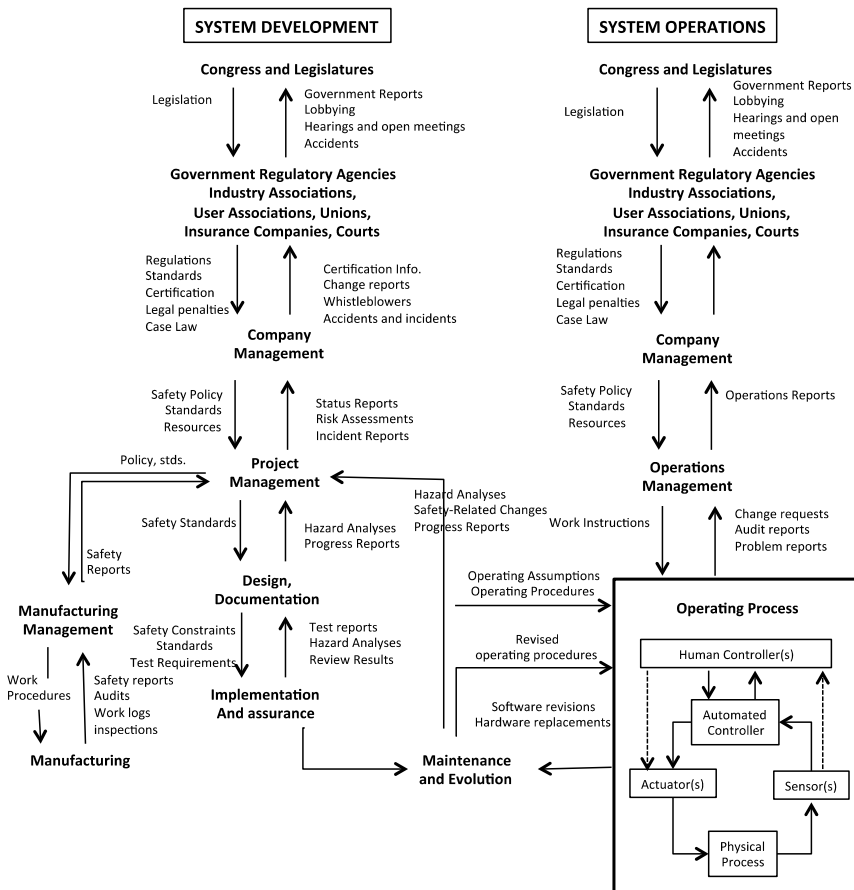 SYSTEM DEVELOPMENT
SYSTEM OPERATIONS
Congress and Legislatures
Legislation
Government Reports
Lobbying
Hearings and open meetings
Accidents
Government Regulatory Agencies
Industry Associations,
User Associations, Unions,
Insurance Companies, Courts
Regulations
Standards
Certification
Legal penalties
Case Law
Certification Info.
Change reports
Whistleblowers
Accidents and incidents
Company
Management
Safety Policy
Standards
Resources
Status Reports
Risk Assessments
Incident Reports
Policy, stds.
Project
Management
Safety Standards
Hazard Analyses
Progress Reports
Hazard Analyses
Safety-Related Changes
Progress Reports
Safety
Reports
Design,
Documentation
Manufacturing
Management
Safety Constraints
Standards
Test Requirements
Test reports
Hazard Analyses
Review Results
Work
Procedures
Safety reports
Audits
Work logs
inspections
Implementation
And assurance
Manufacturing
Maintenance
and Evolution
Congress and Legislatures
Legislation
Government Reports
Lobbying
Hearings and open
meetings
Accidents
Government Regulatory Agencies
Industry Associations,
User Associations, Unions,
Insurance Companies, Courts
Regulations
Standards
Certification
Legal penalties
Case Law
Company
Management
Safety Policy
Standards
Resources
Operations Reports
Operations
Management
Work Instructions
Change requests
Audit reports
Problem reports
Operating Assumptions
Operating Procedures
Revised
operating procedures
Software revisions
Hardware replacements
Operating Process
Human Controller(s)
Automated
Controller
Actuator(s)
Sensor(s)
Physical
Process